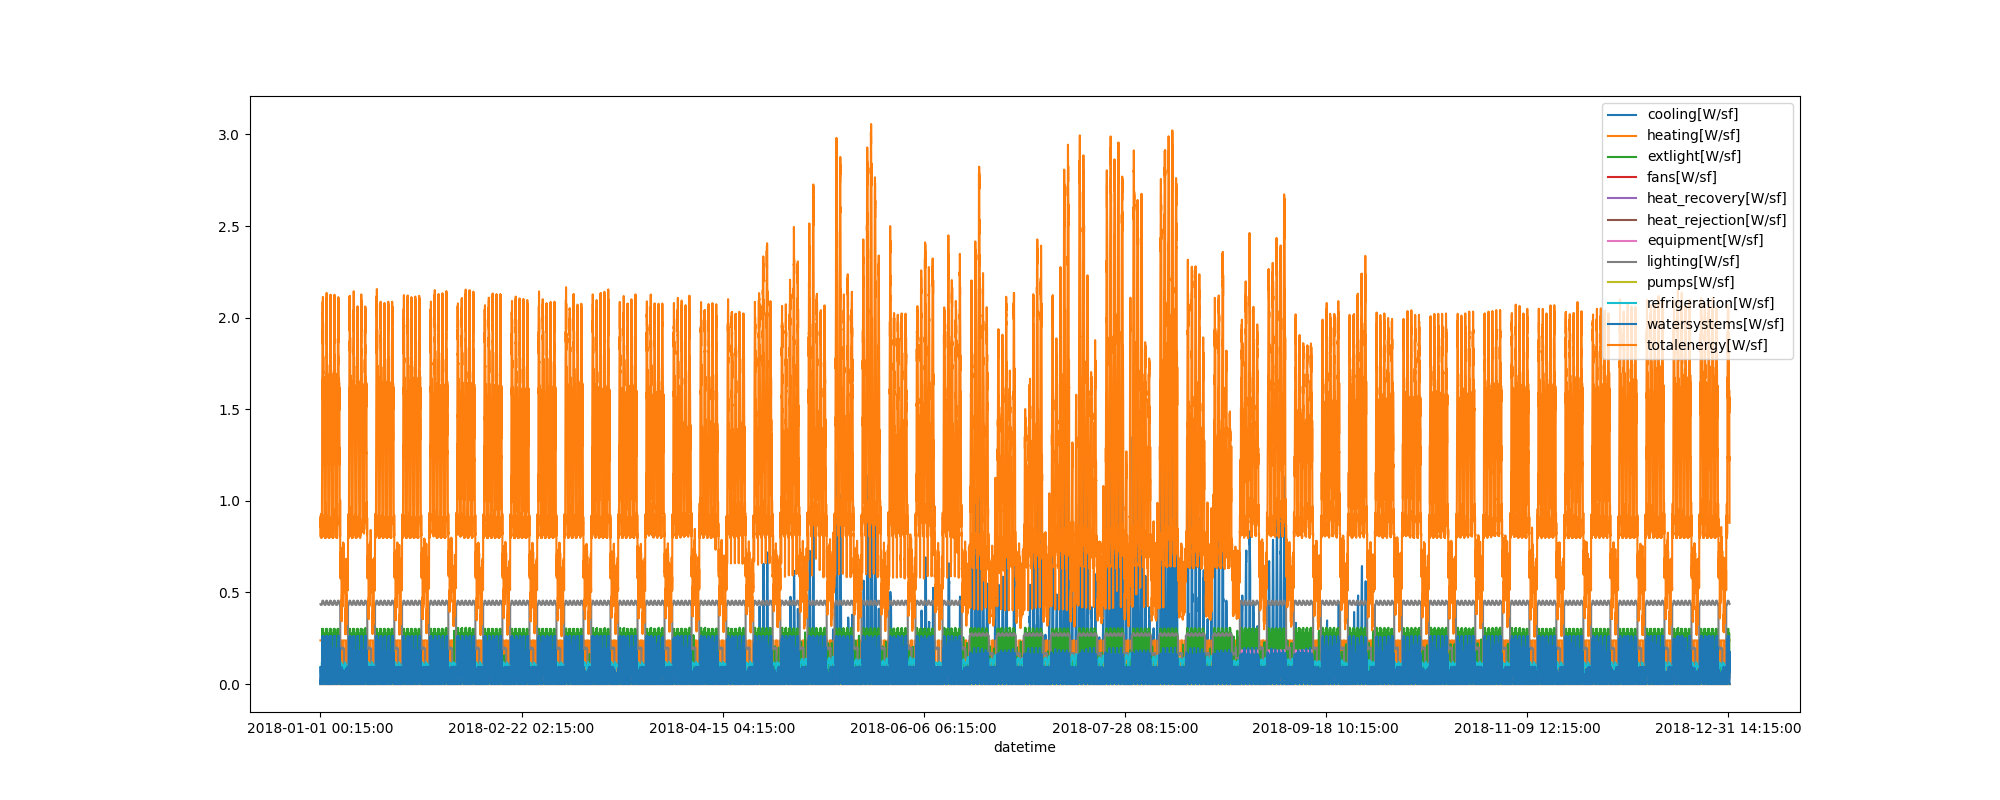 3.0
2.5
2.0
1.5
1.0
0.5
0.0
cooling[W/sf]
heating[W/sf]
extlight[W/sf]
fans[W/sf]
heat_recovery[W/sf]
heat_rejection[W/sf]
equipment[W/sf]
lighting[W/sf]
pumps[W/sf]
refrigeration[W/sf]
watersystems[W/sf]
totalenergy[W/sf]
2018-01-01 00:15:00 2018-02-22 02:15:00 2018-04-15 04:15:00 2018-06-06 06:15:00 2018-07-28 08:15:00 2018-09-18 10:15:00 2018-11-09 12:15:00 2018-12-31 14:15:00
datetime